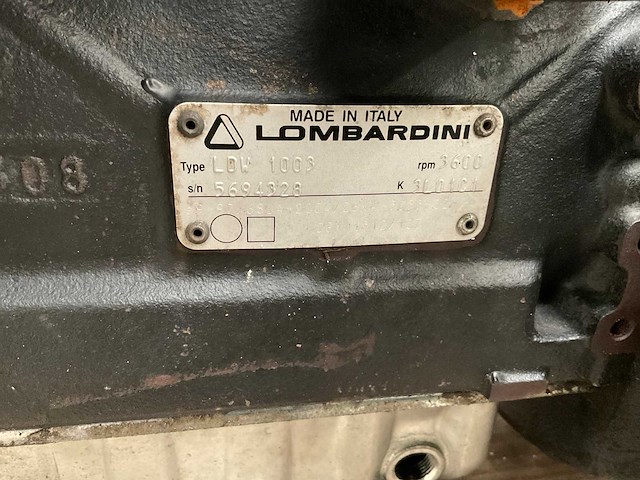 MADE IN ITALY
LOMBARDINI
Type LDW 1003 rpm 3600
s/n 5694328 K